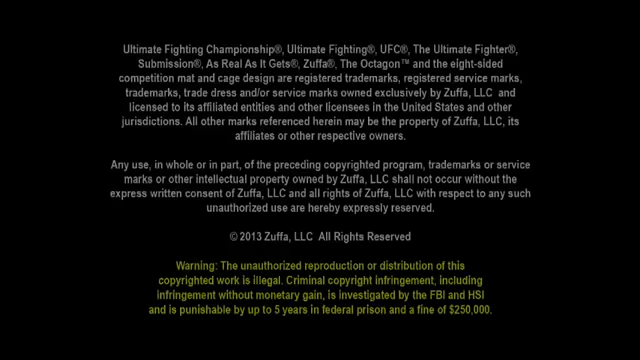 Ultimate Fighting Championship®, Ultimate Fighting®, UFC®, The Ultimate Fighter®,
Submission®, As Real As It Gets®, Zuffa®, The Octagon™ and the eight-sided
competition mat and cage design are registered trademarks, registered service marks,
trademarks, trade dress and/or service marks owned exclusively by Zuffa, LLC and
licensed to its affiliated entities and other licensees in the United States and other
jurisdictions. All other marks referenced herein may be the property of Zuffa, LLC, its
affiliates or other respective owners.
Any use, in whole or in part, of the preceding copyrighted program, trademarks or service
marks or other intellectual property owned by Zuffa, LLC shall not occur without the
express written consent of Zuffa, LLC and all rights of Zuffa, LLC with respect to any such
unauthorized use are hereby expressly reserved.
© 2013 Zuffa, LLC All Rights Reserved
Warning: The unauthorized reproduction or distribution of this
copyrighted work is illegal. Criminal copyright infringement, including
infringement without monetary gain, is investigated by the FBI and HSI
and is punishable by up to 5 years in federal prison and a fine of $250,000.